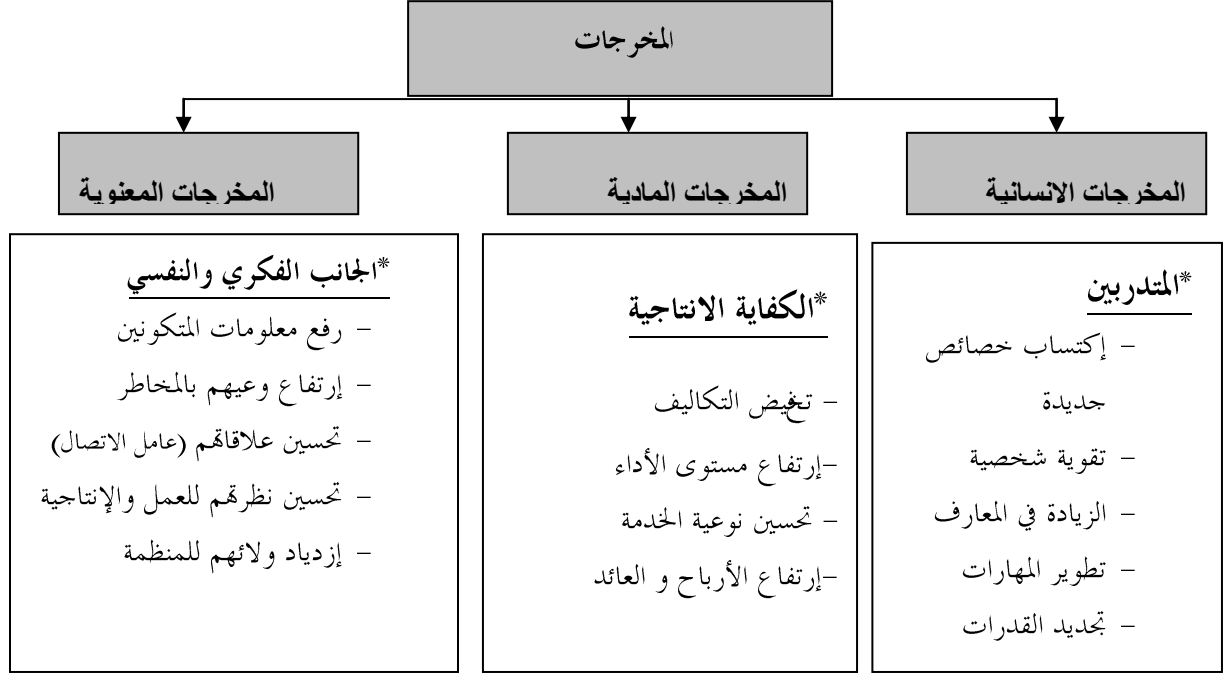 المخرجات
المخرجات الانسانية
المخرجات المادية
المخرجات المعنوية
*المتدربين
- إكتساب خصائص
جديدة
- تقوية شخصية
- الزيادة في المعارف
- تطوير المهارات
- تجديد القدرات
*الكفاية الانتاجية
- تخفيض التكاليف
-إرتفاع مستوى الأداء
- تحسين نوعية الخدمة
-إرتفاع الأرباح و العائد
*الجانب الفكري والنفسي
- رفع معلومات المتكونين
- إرتفاع وعيهم بالمخاطر
- تحسين علاقاتهم (عامل الاتصال)
- تحسين نظرتهم للعمل والإنتاجية
- إزدياد ولائهم للمنظمة